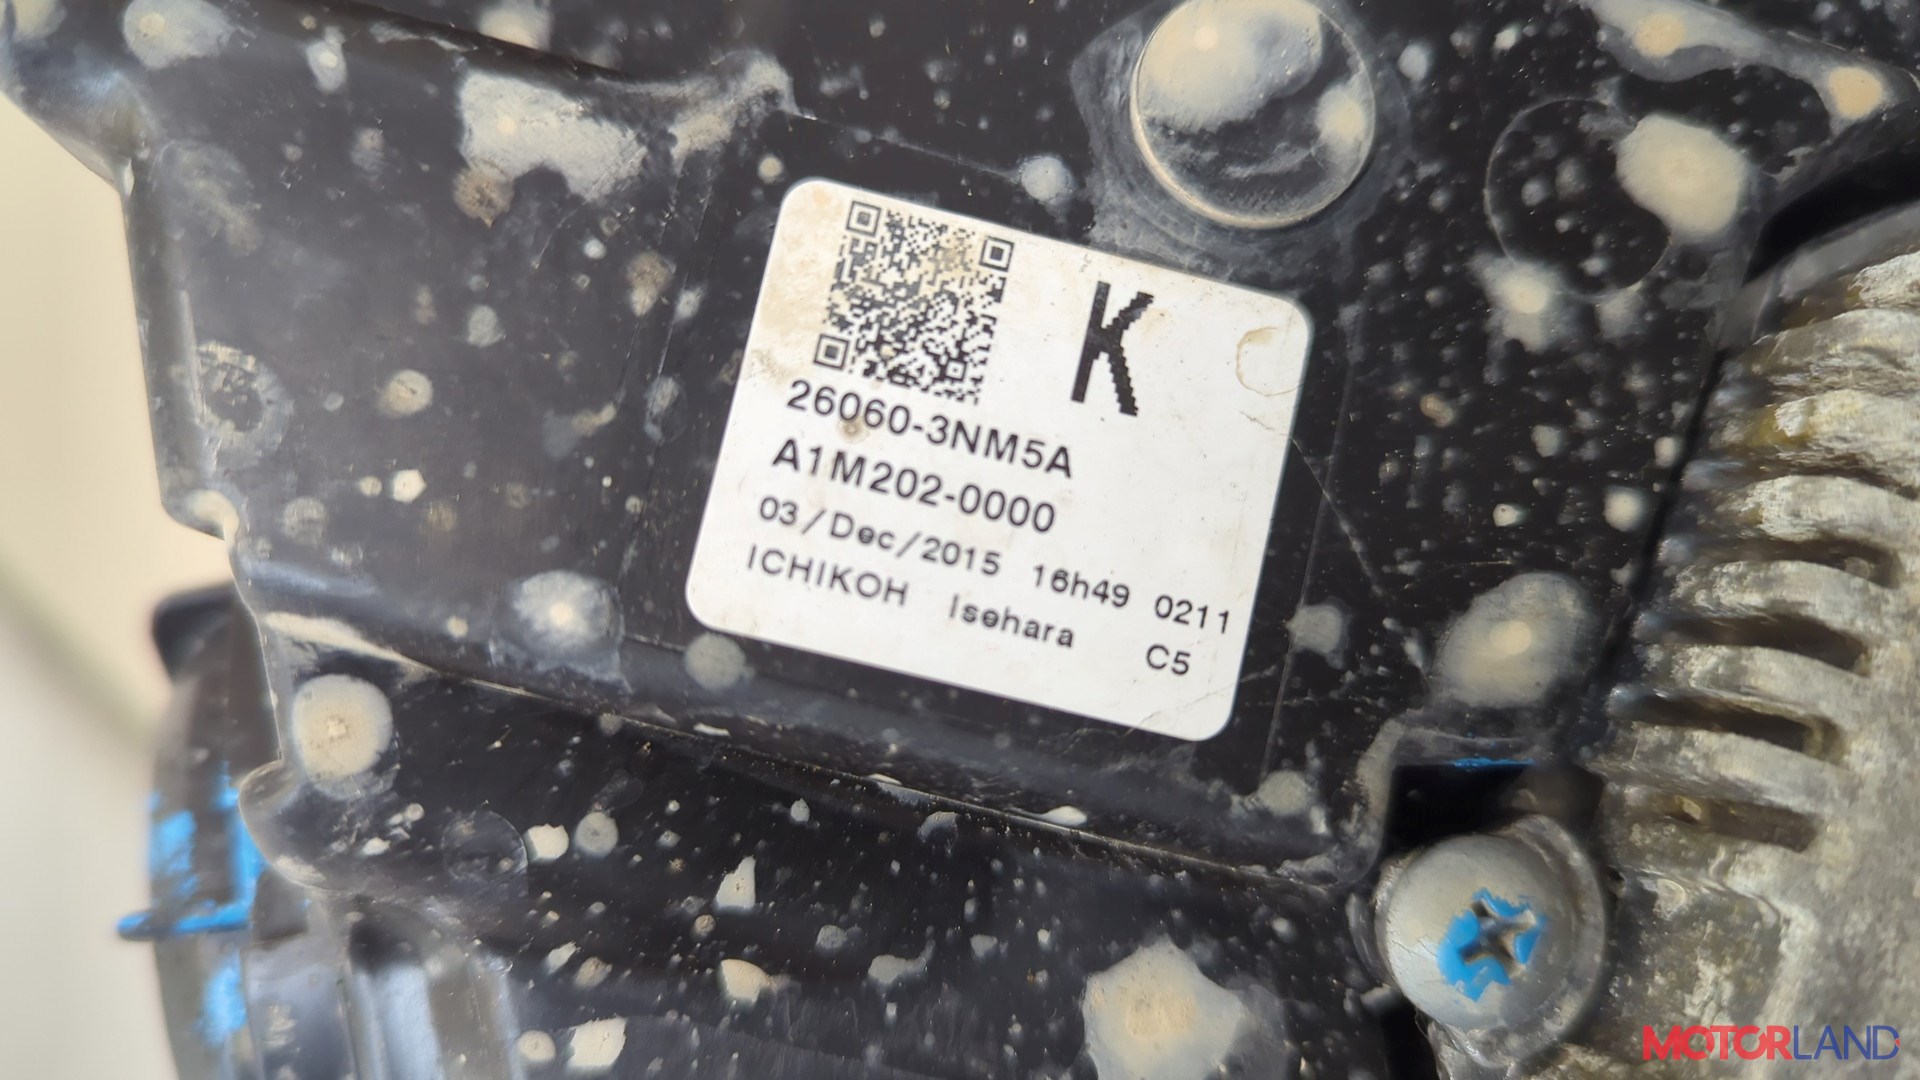 K
26060-3NM5A
A1M202-0000
03/Dec/2015 16h49 0211
ICHIKOH Isehara C5
MOTORLAND